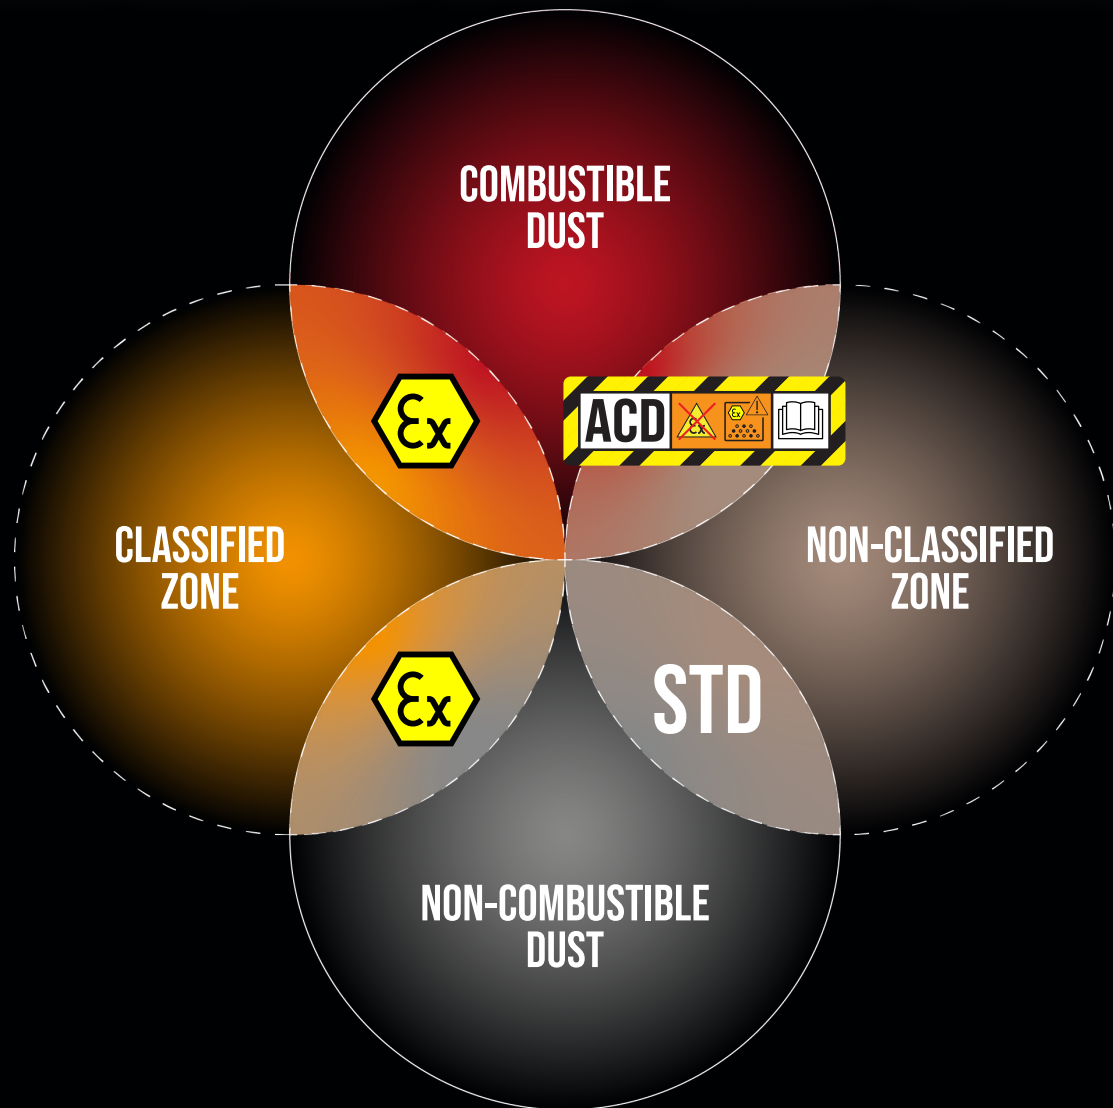 COMBUSTIBLE
DUST
Ex
ACD
Ex
Ex
CLASSIFIED
ZONE
NON-CLASSIFIED
ZONE
Ex
STD
NON-COMBUSTIBLE
DUST